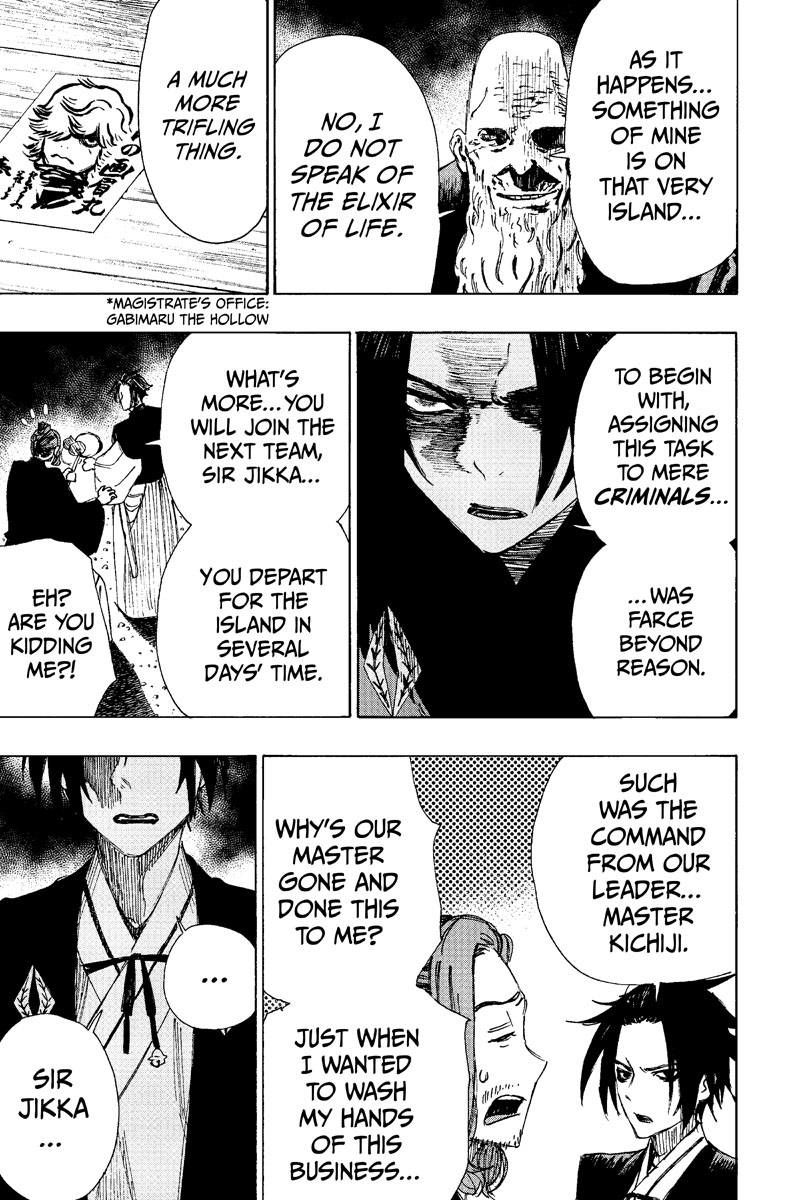 AS IT
HAPPENS...
SOMETHING
OF MINE
IS ON
THAT VERY
ISLAND...
NO, I
DO NOT
SPEAK OF
THE ELIXIR
OF LIFE.
A MUCH
MORE
TRIFLING
THING.
*MAGISTRATE'S OFFICE:
GABIMARU THE HOLLOW
TO BEGIN
WITH,
ASSIGNING
THIS TASK
TO MERE
CRIMINALS...
...WAS
FARCE
BEYOND
REASON.
WHAT'S
MORE...YOU
WILL JOIN THE
NEXT TEAM,
SIR JIKKA...
YOU DEPART
FOR THE
ISLAND IN
SEVERAL
DAYS' TIME.
EH?
ARE YOU
KIDDING
ME?!
SUCH
WAS THE
COMMAND
FROM OUR
LEADER...
MASTER
KICHIJI.
WHY'S OUR
MASTER
GONE AND
DONE THIS
TO ME?
JUST WHEN
I WANTED
TO WASH
MY HANDS
OF THIS
BUSINESS...
...
SIR
JIKKA
...